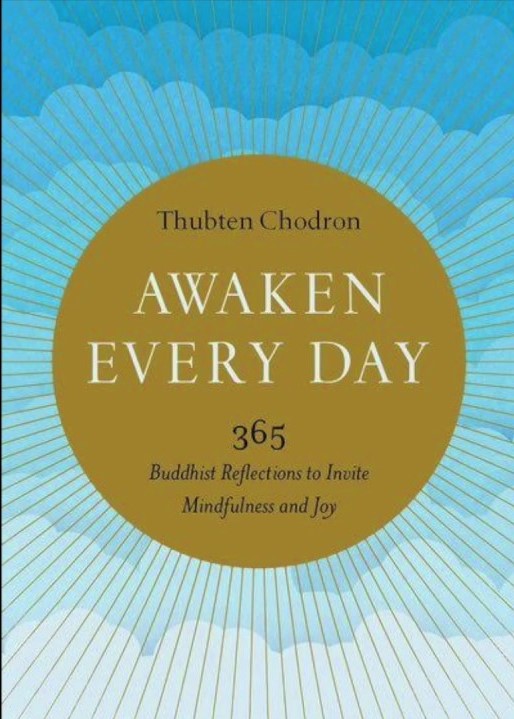 Thubten Chodron
AWAKEN
EVERY DAY
365
Buddhist Reflections to Invite
Mindfulness and Joy